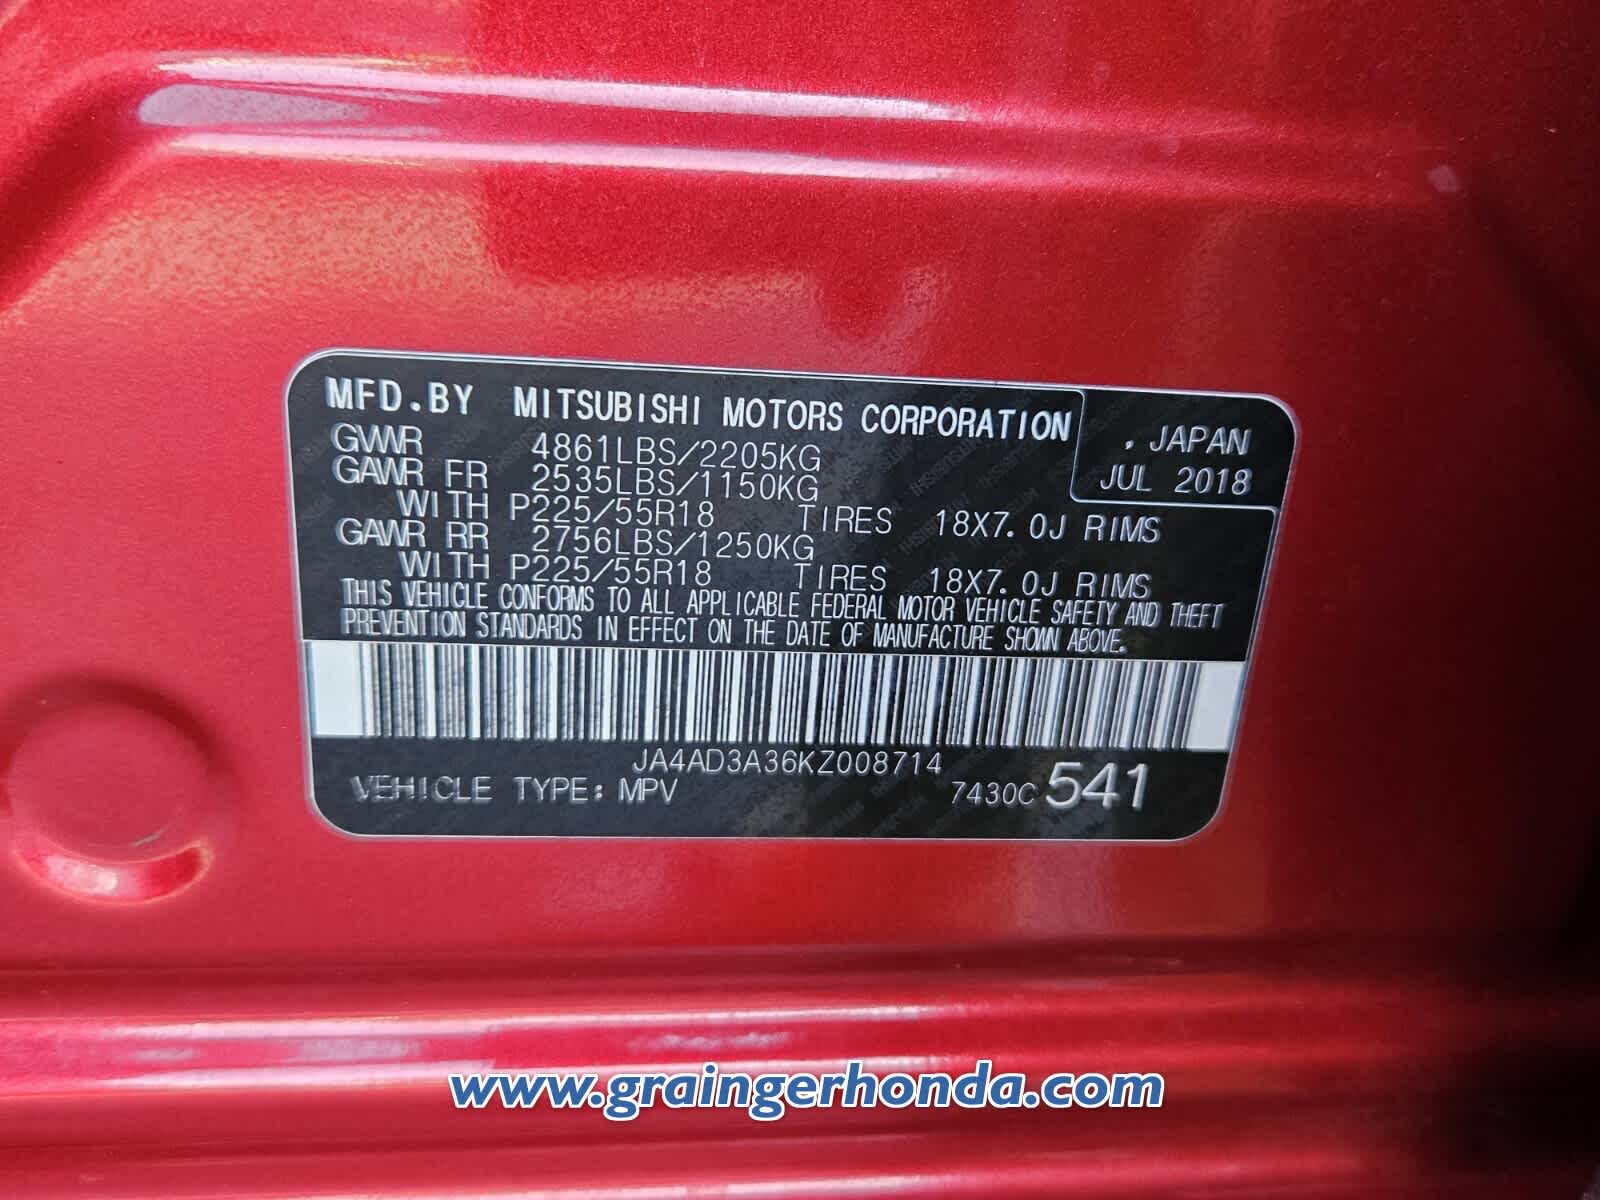 MFD.BY MITSUBISHI MOTORS CORPORATION
. JAPAN
JUL 2018
GVWR 4861LBS/2205KG
GAWR FR 2535LBS/1150KG
WITH P225/55R18 TIRES 18X7.0J RIMS
GAWR RR 2756LBS/1250KG
WITH P225/55R18 TIRES 18X7.0J RIMS
THIS VEHICLE CONFORMS TO ALL APPLICABLE FEDERAL MOTOR VEHICLE SAFETY AND THEFT
PREVENTION STANDARDS IN EFFECT ON THE DATE OF MANUFACTURE SHOWN ABOVE.
JA4AD3A36KZ008714
VEHICLE TYPE: MPV 7430C 541
www.graingerhonda.com